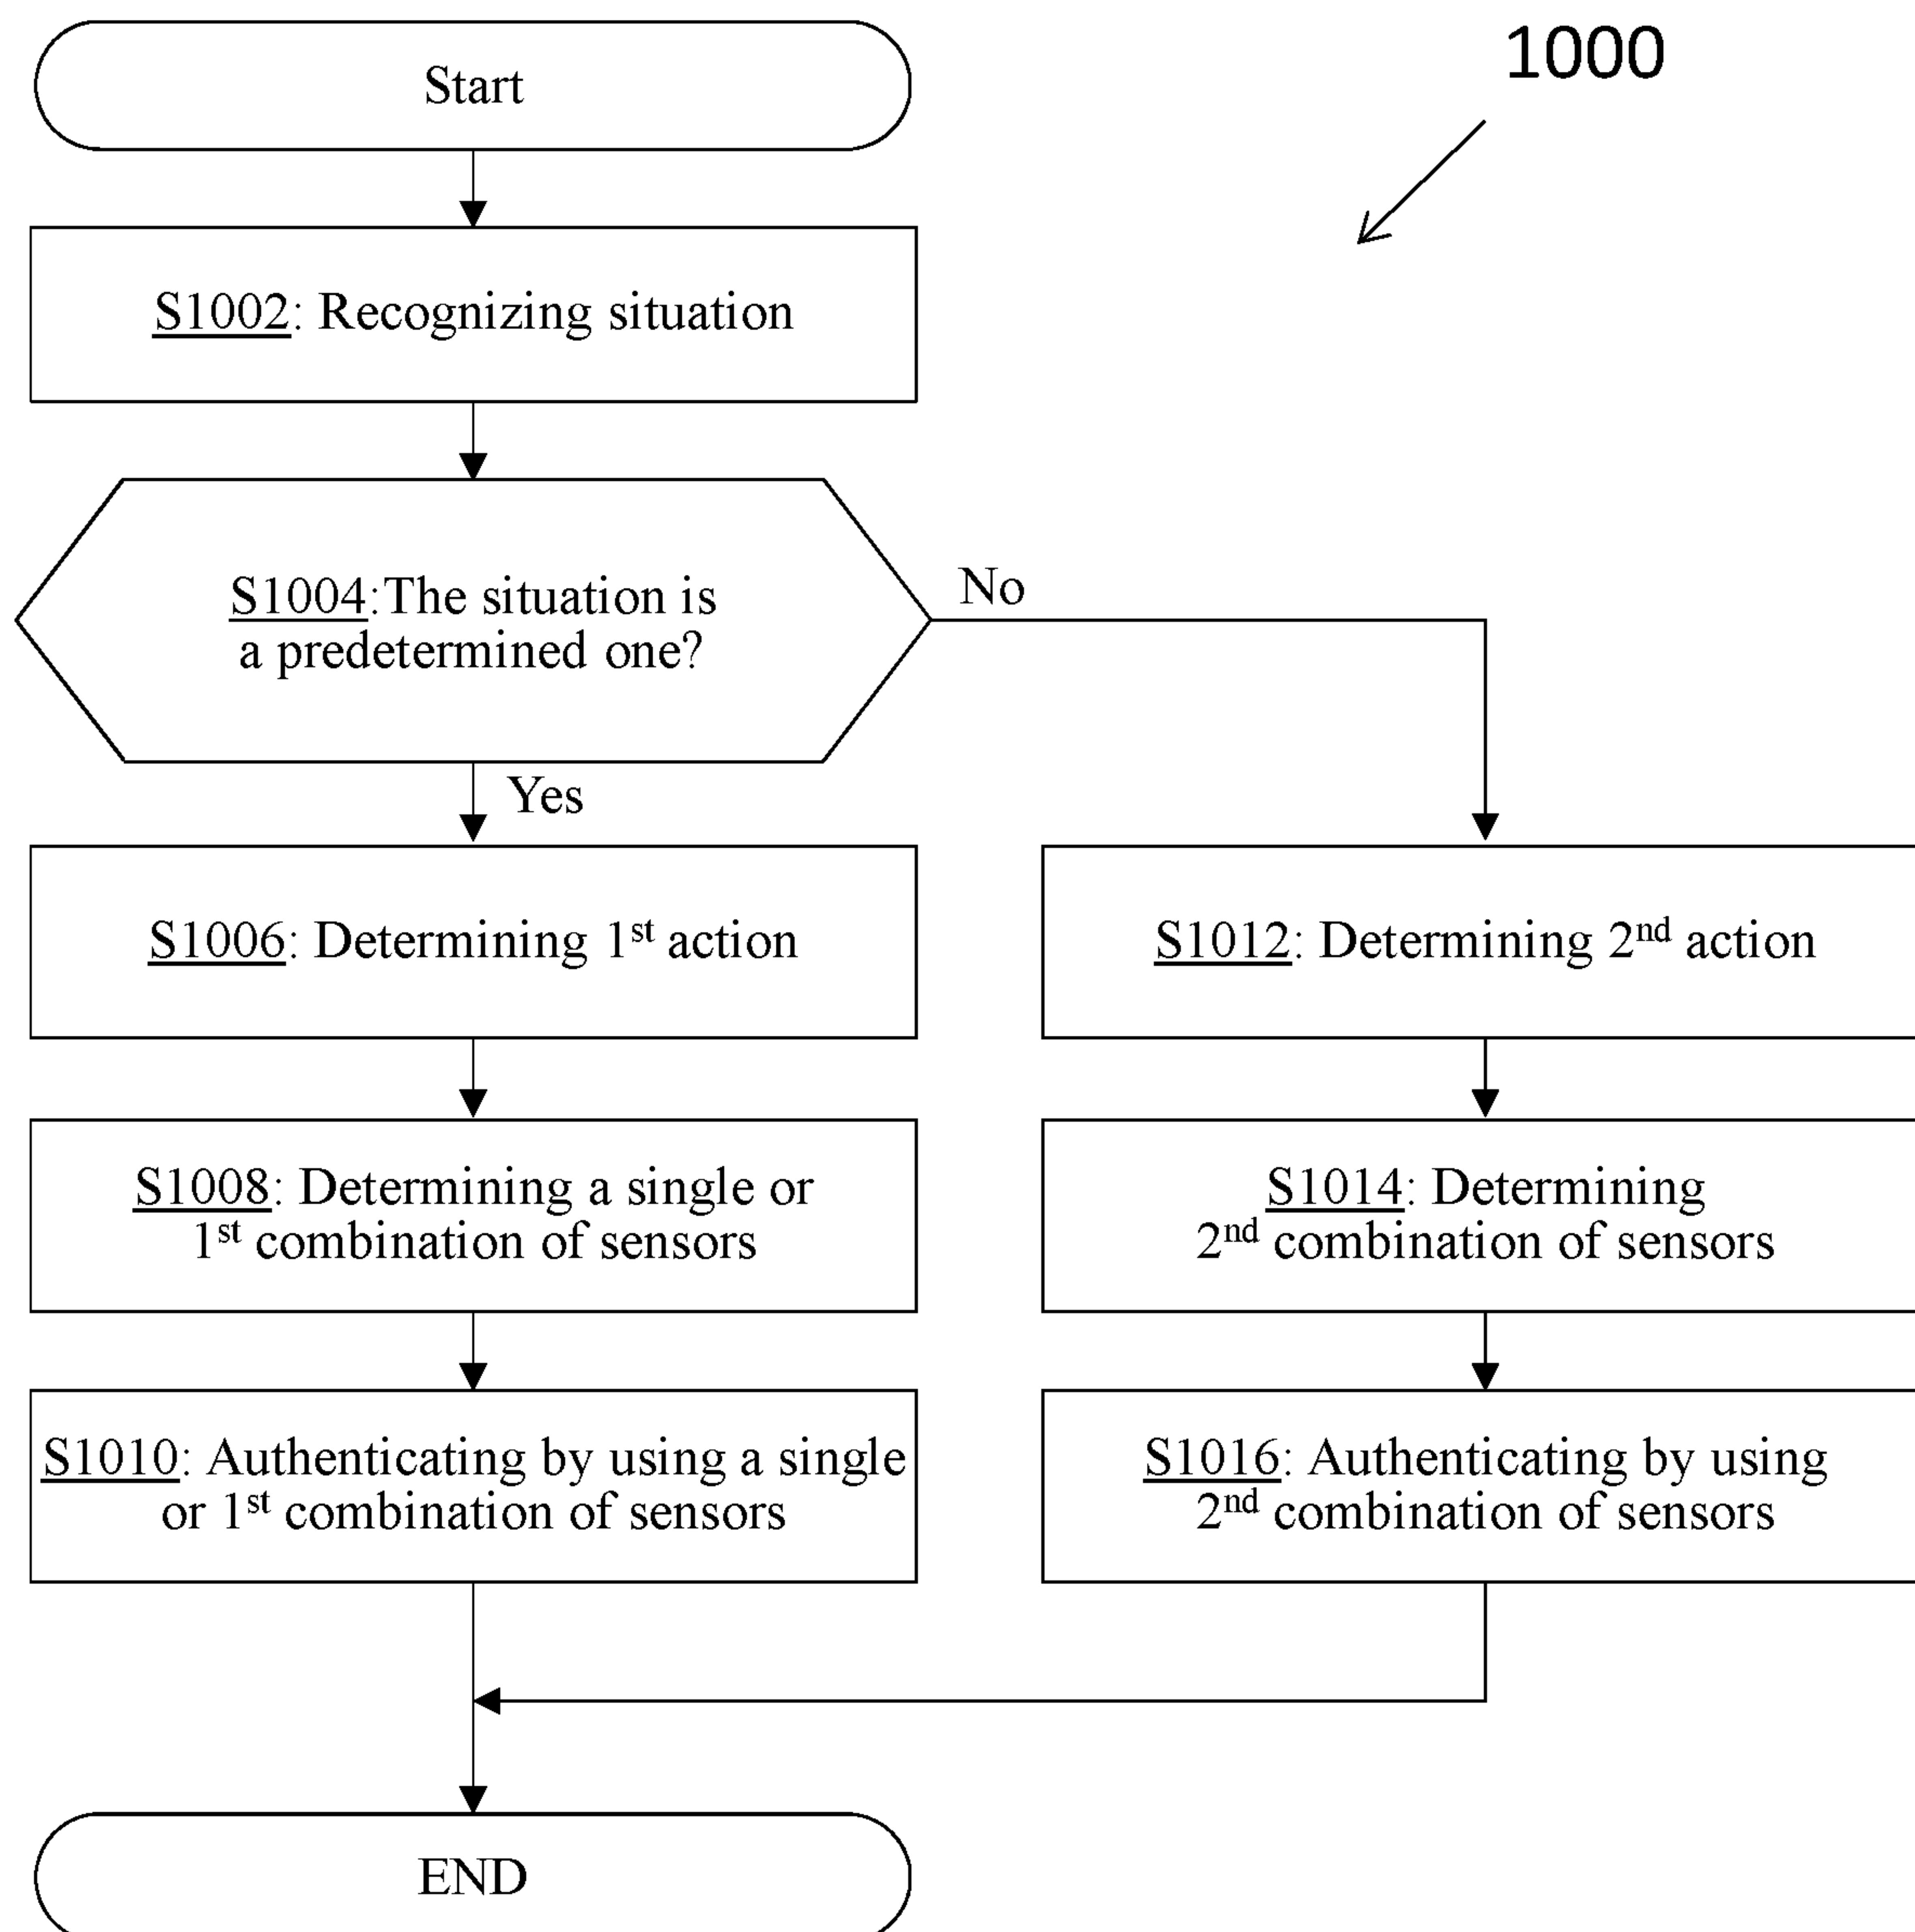 Start
1000
S1002: Recognizing situation
S1004:The situation is
a predetermined one?
No
Yes
S1006: Determining 1st action
S1012: Determining 2nd action
S1008: Determining a single or
1st combination of sensors
S1014: Determining
2nd combination of sensors
S1010: Authenticating by using a single
or 1st combination of sensors
S1016: Authenticating by using
2nd combination of sensors
END